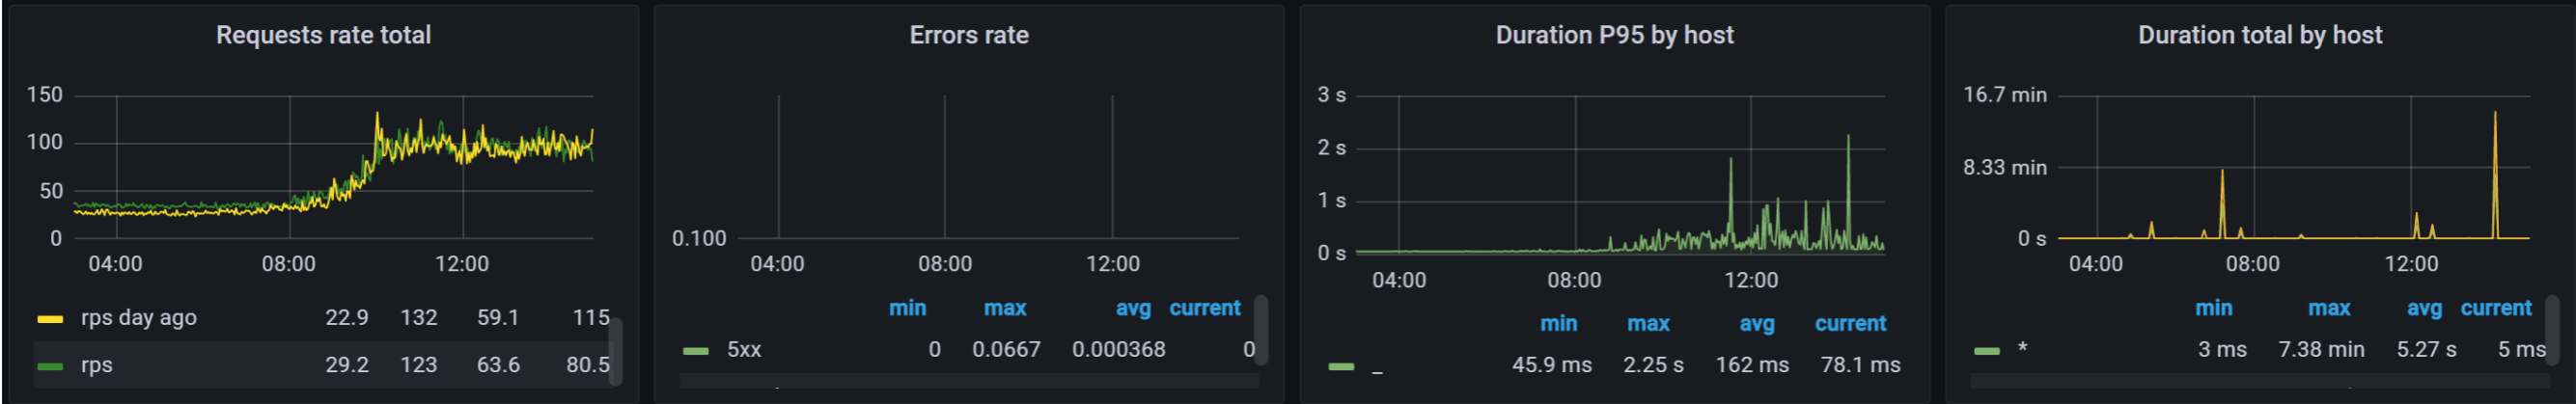 Requests rate total
150
100
50
0
04:00 08:00 12:00
rps day ago 22.9 132 59.1 115
rps 29.2 123 63.6 80.5
Errors rate
0.100
04:00 08:00 12:00
min max avg current
5xx 0 0.0667 0.000368 0
Duration P95 by host
3 s
2 s
1 s
0 s
04:00 08:00 12:00
min max avg current
_ 45.9 ms 2.25 s 162 ms 78.1 ms
Duration total by host
16.7 min
8.33 min
0 s
04:00 08:00 12:00
min max avg current
* 3 ms 7.38 min 5.27 s 5 ms